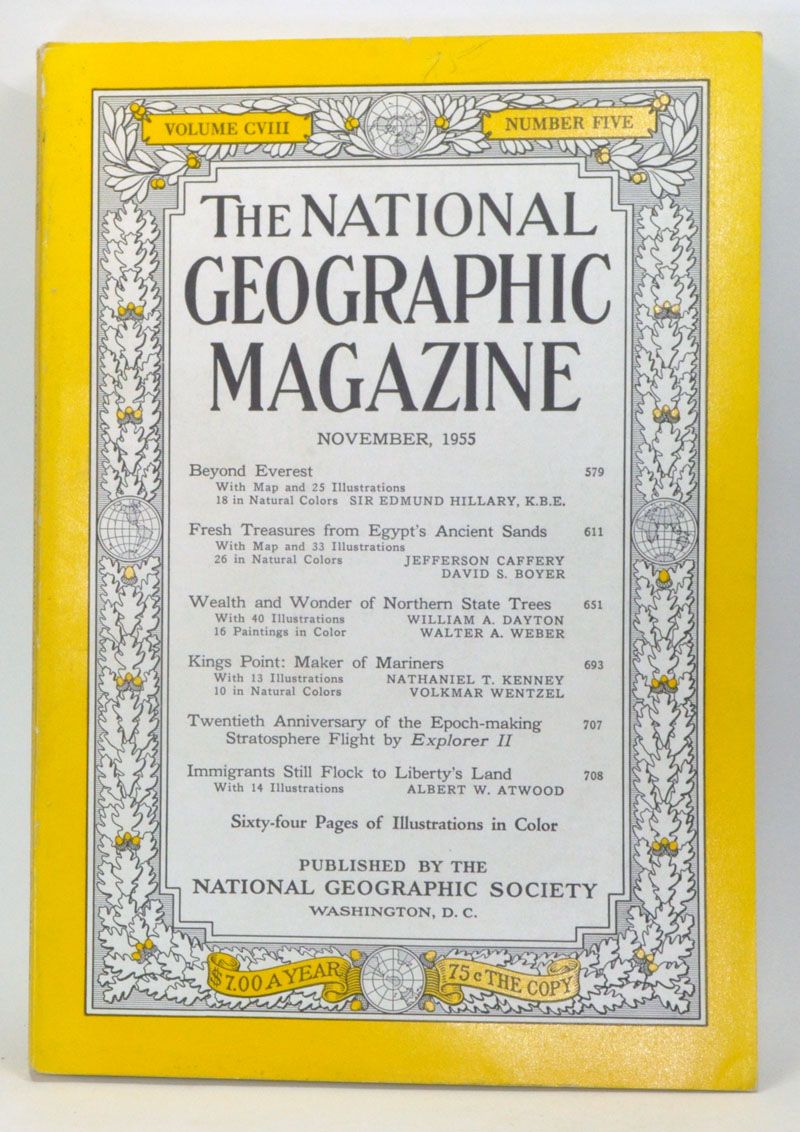 VOLUME CVIII
NUMBER FIVE
THE NATIONAL
GEOGRAPHIC
MAGAZINE
NOVEMBER, 1955
Beyond Everest 579
With Map and 25 Illustrations
18 in Natural Colors SIR EDMUND HILLARY, K.B.E.
Fresh Treasures from Egypt's Ancient Sands 611
With Map and 33 Illustrations
26 in Natural Colors JEFFERSON CAFFERY
DAVID S. BOYER
Wealth and Wonder of Northern State Trees 651
With 40 Illustrations WILLIAM A. DAYTON
16 Paintings in Color WALTER A. WEBER
Kings Point: Maker of Mariners 693
With 13 Illustrations NATHANIEL T. KENNEY
10 in Natural Colors VOLKMAR WENTZEL
Twentieth Anniversary of the Epoch-making 707
Stratosphere Flight by Explorer II
Immigrants Still Flock to Liberty's Land 708
With 14 Illustrations ALBERT W. ATWOOD
Sixty-four Pages of Illustrations in Color
PUBLISHED BY THE
NATIONAL GEOGRAPHIC SOCIETY
WASHINGTON, D. C.
$7.00 A YEAR
75c THE COPY